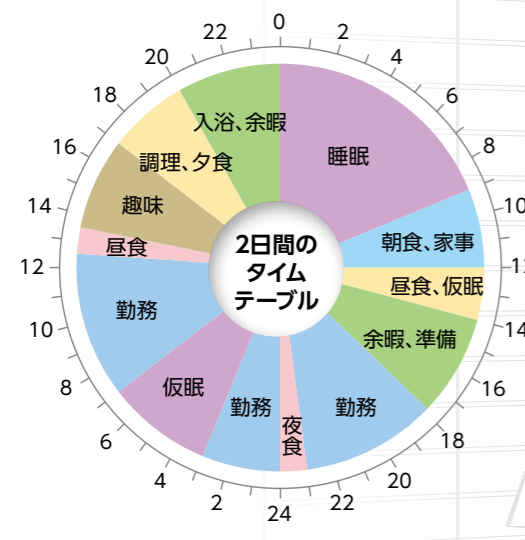 0
2
4
6
8
10
12
14
16
18
20
22
24
2
4
6
8
10
12
14
16
18
20
22
睡眠
朝食、家事
昼食、仮眠
余暇、準備
勤務
夜
食
勤務
仮眠
勤務
昼食
趣味
調理、夕食
入浴、余暇
2日間の
タイム
テーブル